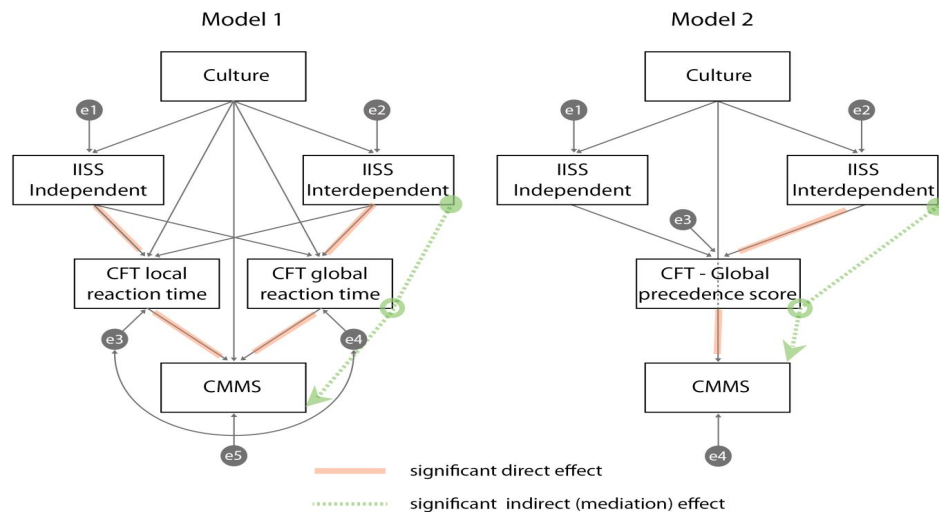 Model 1
Culture
e1
e2
IISS
Independent
IISS
Interdependent
CFT local
reaction time
CFT global
reaction time
e3
e4
CMMS
e5
Model 2
Culture
e1
e2
IISS
Independent
IISS
Interdependent
e3
CFT - Global
precedence score
CMMS
e4
significant direct effect
significant indirect (mediation) effect